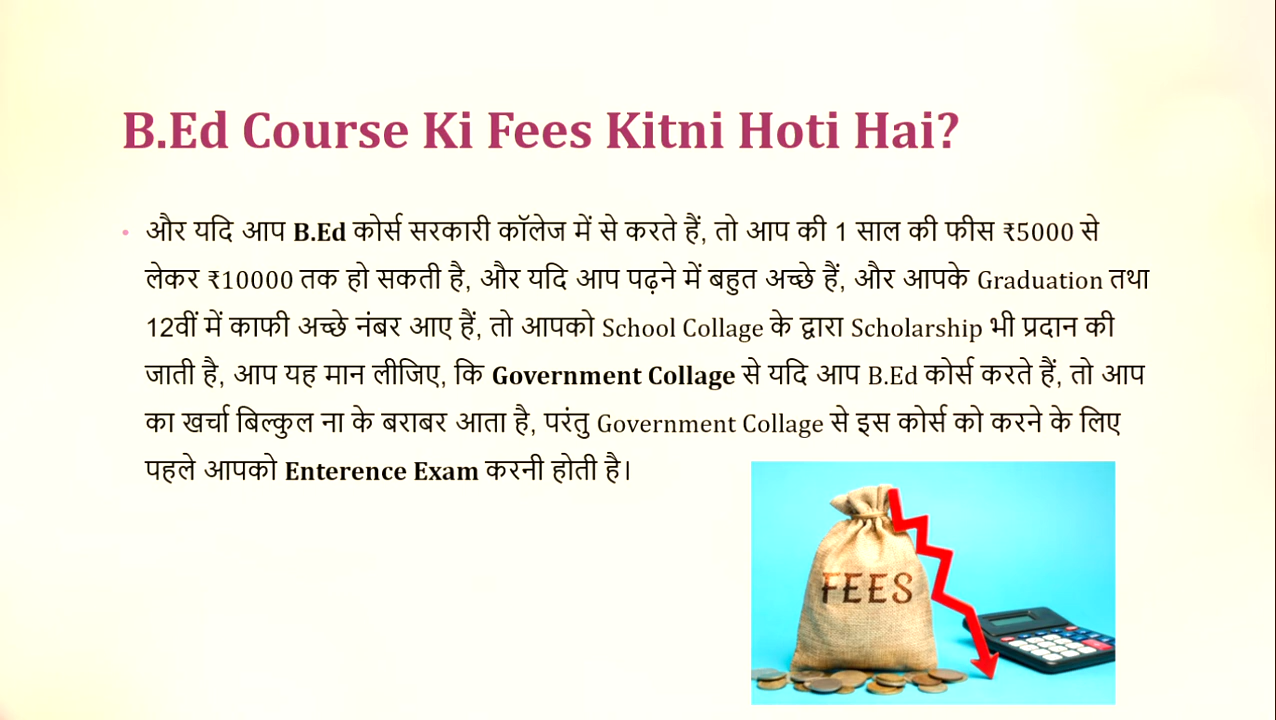 B.Ed Course Ki Fees Kitni Hoti Hai?
• और यदि आप B.Ed कोर्स सरकारी कॉलेज में से करते हैं, तो आप की 1 साल की फीस ₹5000 से
लेकर ₹10000 तक हो सकती है, और यदि आप पढ़ने में बहुत अच्छे हैं, और आपके Graduation तथा
12वीं में काफी अच्छे नंबर आए हैं, तो आपको School Collage के द्वारा Scholarship भी प्रदान की
जाती है, आप यह मान लीजिए, कि Government Collage से यदि आप B.Ed कोर्स करते हैं, तो आप
का खर्चा बिल्कुल ना के बराबर आता है, परंतु Government Collage से इस कोर्स को करने के लिए
पहले आपको Enterence Exam करनी होती है।
FEES